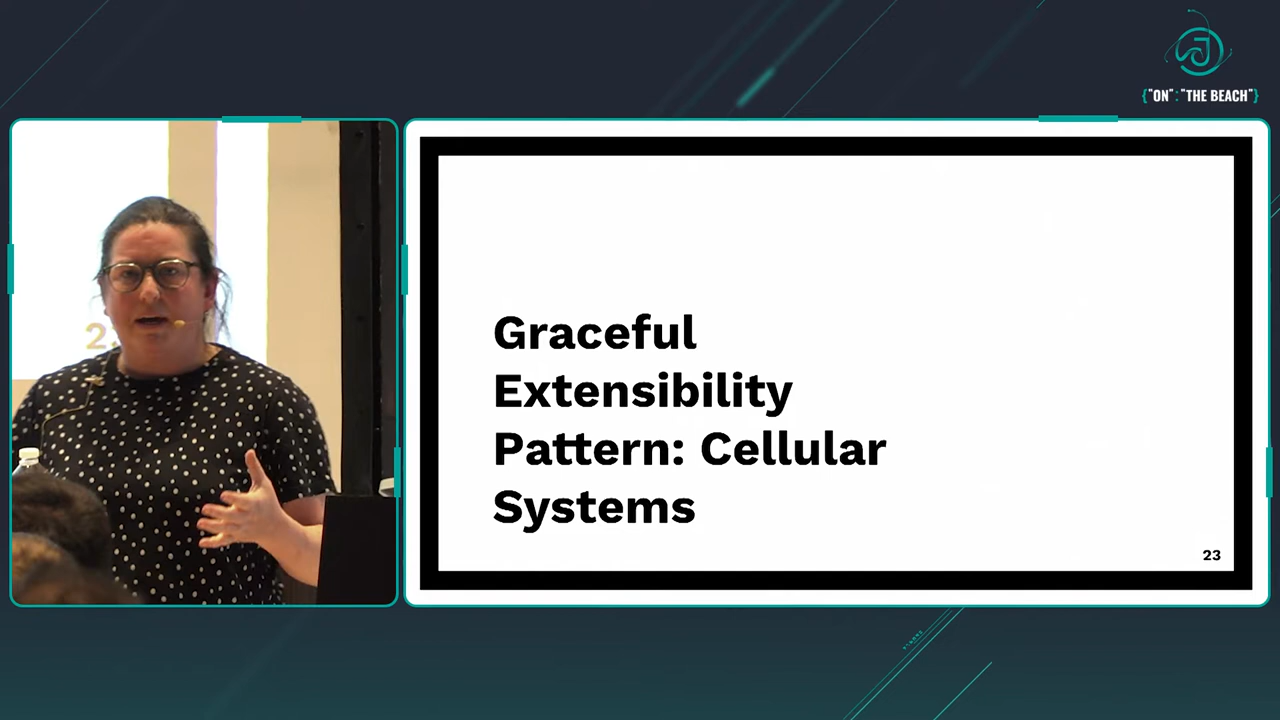 {"ON":"THE BEACH"}
Graceful
Extensibility
Pattern: Cellular
Systems
23